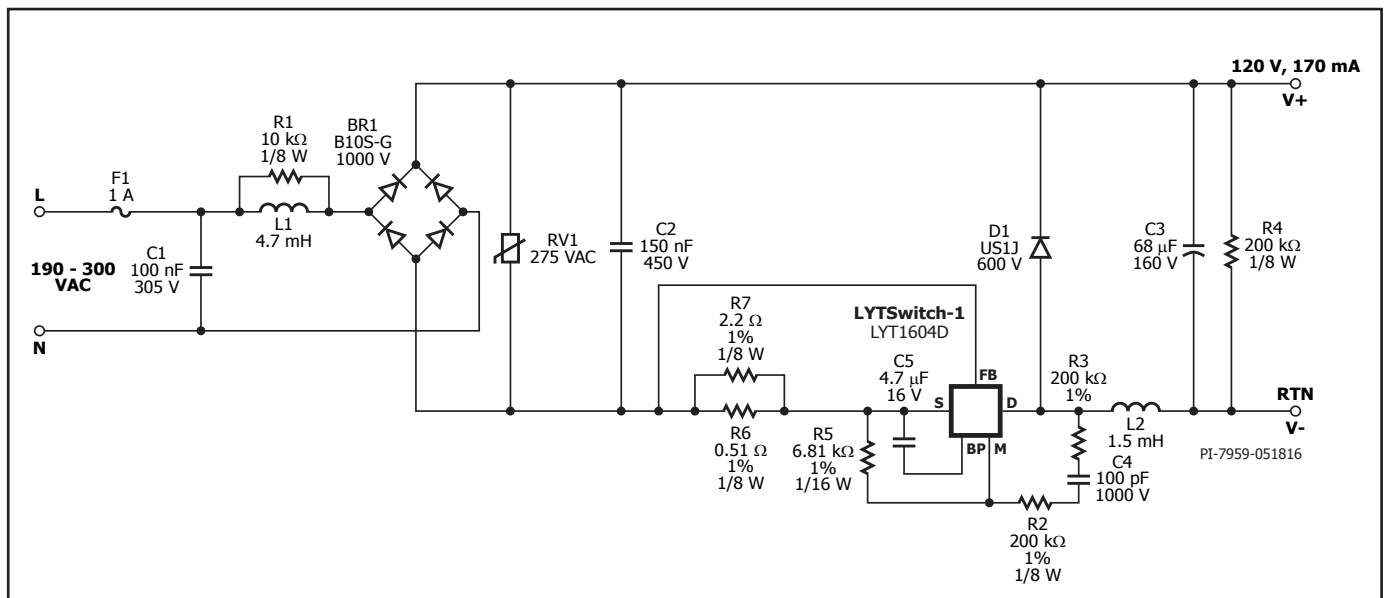 120 V, 170 mA
V+
R1
10 kΩ
1/8 W
BR1
B10S-G
1000 V
F1
1 A
L
L1
4.7 mH
C1
100 nF
305 V
190 - 300
VAC
N
RV1
275 VAC
C2
150 nF
450 V
D1
US1J
600 V
C3
68 µF
160 V
R4
200 kΩ
1/8 W
R7
2.2 Ω
1%
1/8 W
LYTSwitch-1
LYT1604D
C5
4.7 µF
16 V
FB
S
D
BP
M
R3
200 kΩ
1%
RTN
V-
L2
1.5 mH
PI-7959-051816
R6
0.51 Ω
1%
1/8 W
R5
6.81 kΩ
1%
1/16 W
C4
100 pF
1000 V
R2
200 kΩ
1%
1/8 W